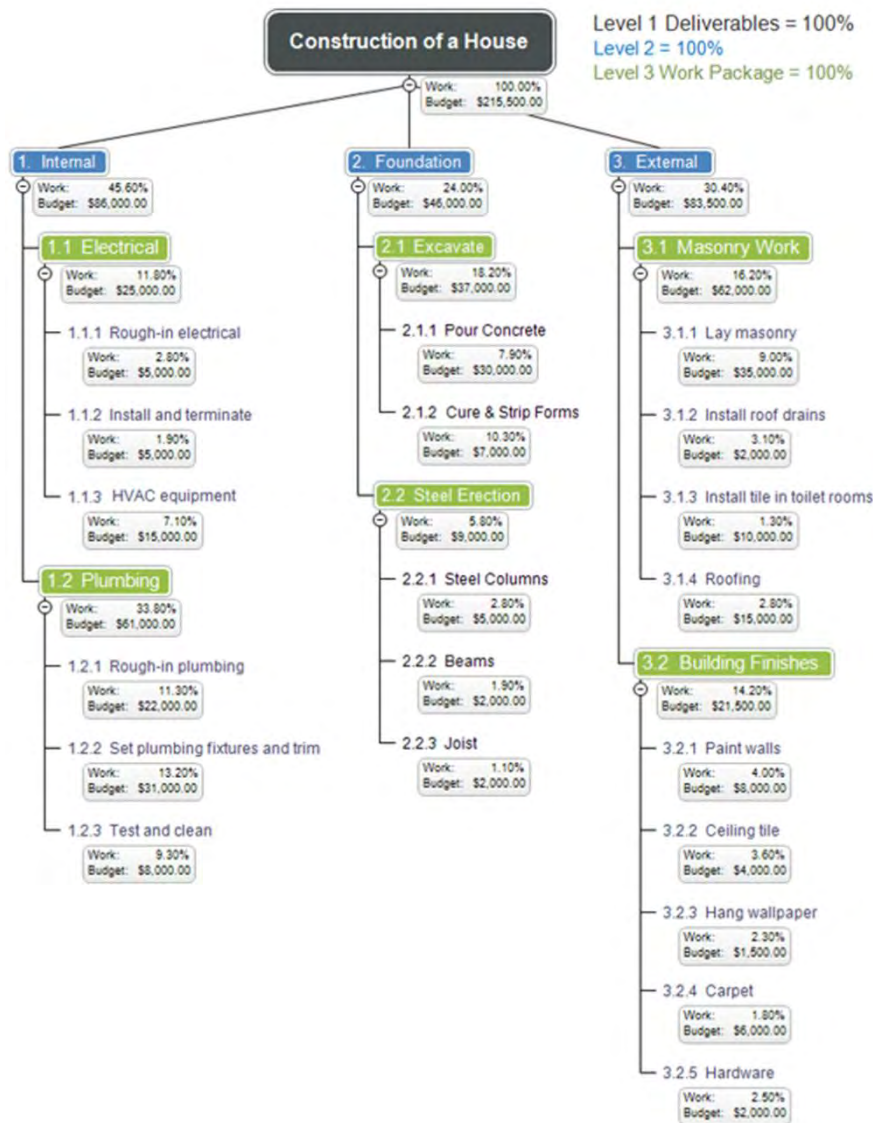 Construction of a House
Level 1 Deliverables = 100%
Level 2 = 100%
Level 3 Work Package = 100%
Work: 100.00%
Budget: $215,500.00
1. Internal
Work: 45.60%
Budget: $86,000.00
1.1 Electrical
Work: 11.80%
Budget: $25,000.00
1.1.1 Rough-in electrical
Work: 2.80%
Budget: $5,000.00
1.1.2 Install and terminate
Work: 1.90%
Budget: $5,000.00
1.1.3 HVAC equipment
Work: 7.10%
Budget: $15,000.00
1.2 Plumbing
Work: 33.80%
Budget: $61,000.00
1.2.1 Rough-in plumbing
Work: 11.30%
Budget: $22,000.00
1.2.2 Set plumbing fixtures and trim
Work: 13.20%
Budget: $31,000.00
1.2.3 Test and clean
Work: 9.30%
Budget: $8,000.00
2. Foundation
Work: 24.00%
Budget: $46,000.00
2.1 Excavate
Work: 18.20%
Budget: $37,000.00
2.1.1 Pour Concrete
Work: 7.90%
Budget: $30,000.00
2.1.2 Cure & Strip Forms
Work: 10.30%
Budget: $7,000.00
2.2 Steel Erection
Work: 5.80%
Budget: $9,000.00
2.2.1 Steel Columns
Work: 2.80%
Budget: $5,000.00
2.2.2 Beams
Work: 1.90%
Budget: $2,000.00
2.2.3 Joist
Work: 1.10%
Budget: $2,000.00
3. External
Work: 30.40%
Budget: $83,500.00
3.1 Masonry Work
Work: 16.20%
Budget: $62,000.00
3.1.1 Lay masonry
Work: 9.00%
Budget: $35,000.00
3.1.2 Install roof drains
Work: 3.10%
Budget: $2,000.00
3.1.3 Install tile in toilet rooms
Work: 1.30%
Budget: $10,000.00
3.1.4 Roofing
Work: 2.80%
Budget: $15,000.00
3.2 Building Finishes
Work: 14.20%
Budget: $21,500.00
3.2.1 Paint walls
Work: 4.00%
Budget: $8,000.00
3.2.2 Ceiling tile
Work: 3.60%
Budget: $4,000.00
3.2.3 Hang wallpaper
Work: 2.30%
Budget: $1,500.00
3.2.4 Carpet
Work: 1.80%
Budget: $6,000.00
3.2.5 Hardware
Work: 2.50%
Budget: $2,000.00